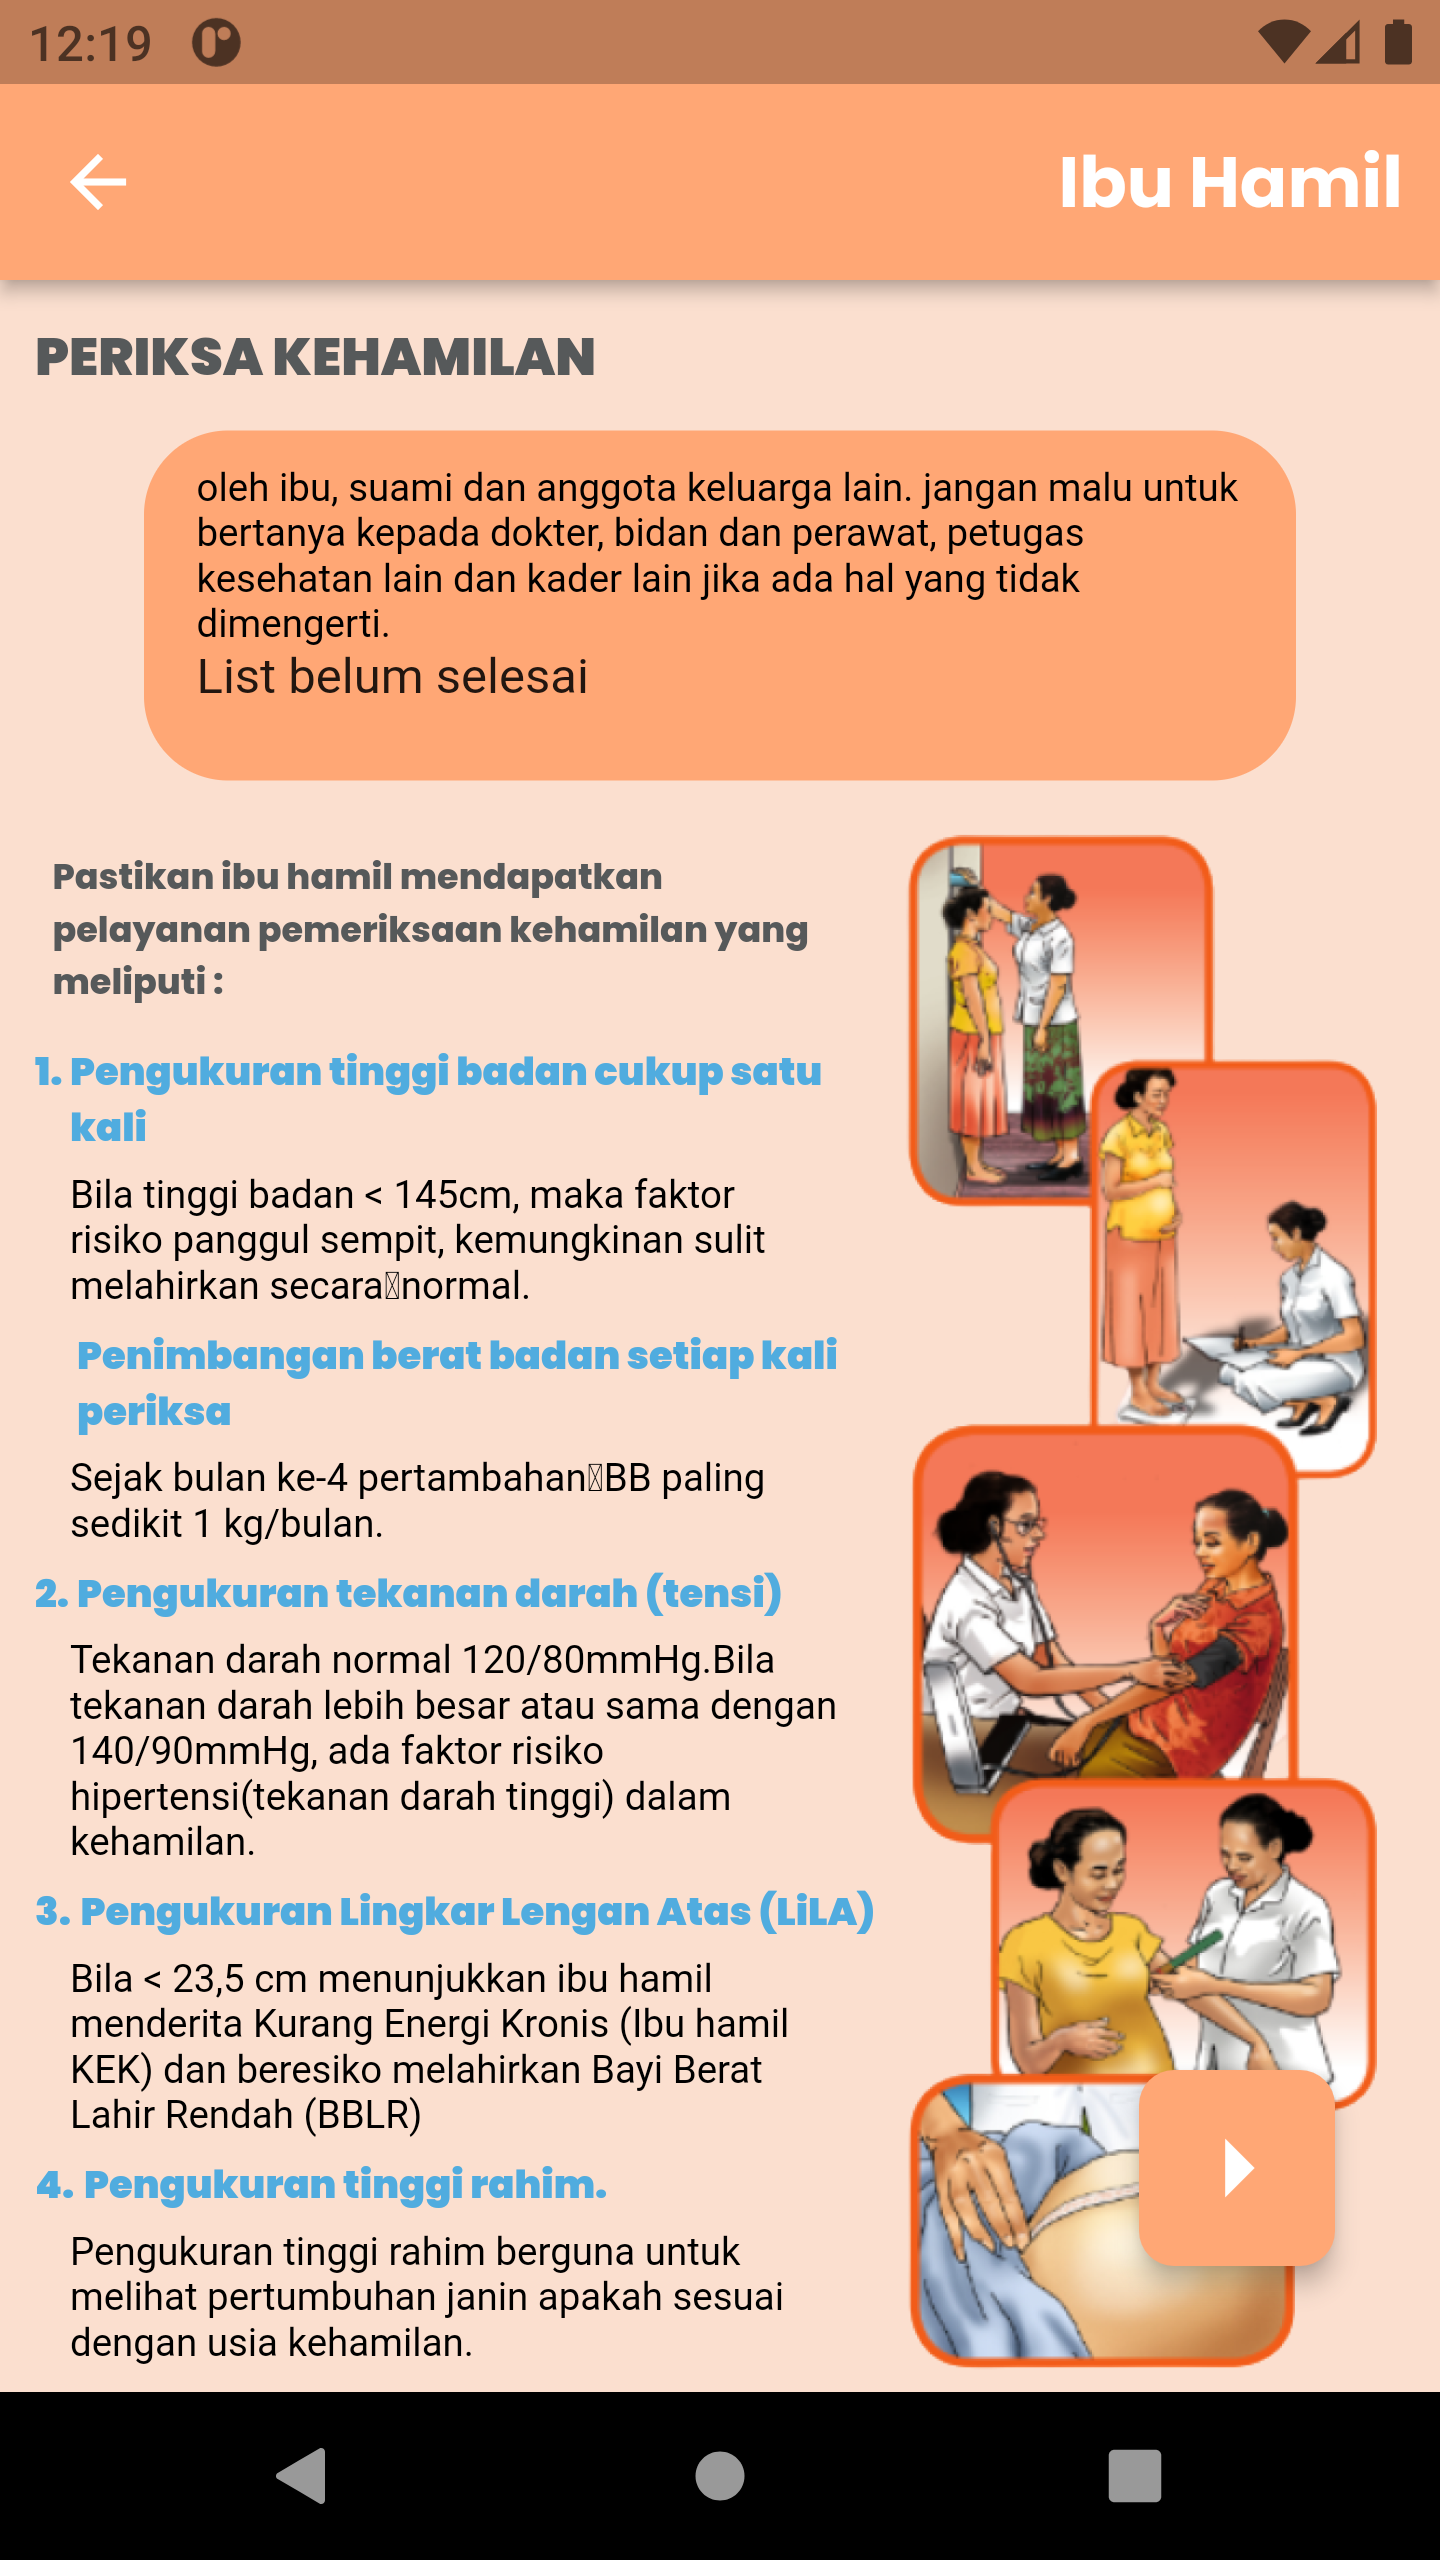 12:19
Ibu Hamil
PERIKSA KEHAMILAN
oleh ibu, suami dan anggota keluarga lain. jangan malu untuk
bertanya kepada dokter, bidan dan perawat, petugas
kesehatan lain dan kader lain jika ada hal yang tidak
dimengerti.
List belum selesai
Pastikan ibu hamil mendapatkan
pelayanan pemeriksaan kehamilan yang
meliputi :
1. Pengukuran tinggi badan cukup satu
kali
Bila tinggi badan < 145cm, maka faktor
risiko panggul sempit, kemungkinan sulit
melahirkan secara normal.
Penimbangan berat badan setiap kali
periksa
Sejak bulan ke-4 pertambahan BB paling
sedikit 1 kg/bulan.
2. Pengukuran tekanan darah (tensi)
Tekanan darah normal 120/80mmHg.Bila
tekanan darah lebih besar atau sama dengan
140/90mmHg, ada faktor risiko
hipertensi(tekanan darah tinggi) dalam
kehamilan.
3. Pengukuran Lingkar Lengan Atas (LiLA)
Bila < 23,5 cm menunjukkan ibu hamil
menderita Kurang Energi Kronis (Ibu hamil
KEK) dan beresiko melahirkan Bayi Berat
Lahir Rendah (BBLR)
4. Pengukuran tinggi rahim.
Pengukuran tinggi rahim berguna untuk
melihat pertumbuhan janin apakah sesuai
dengan usia kehamilan.